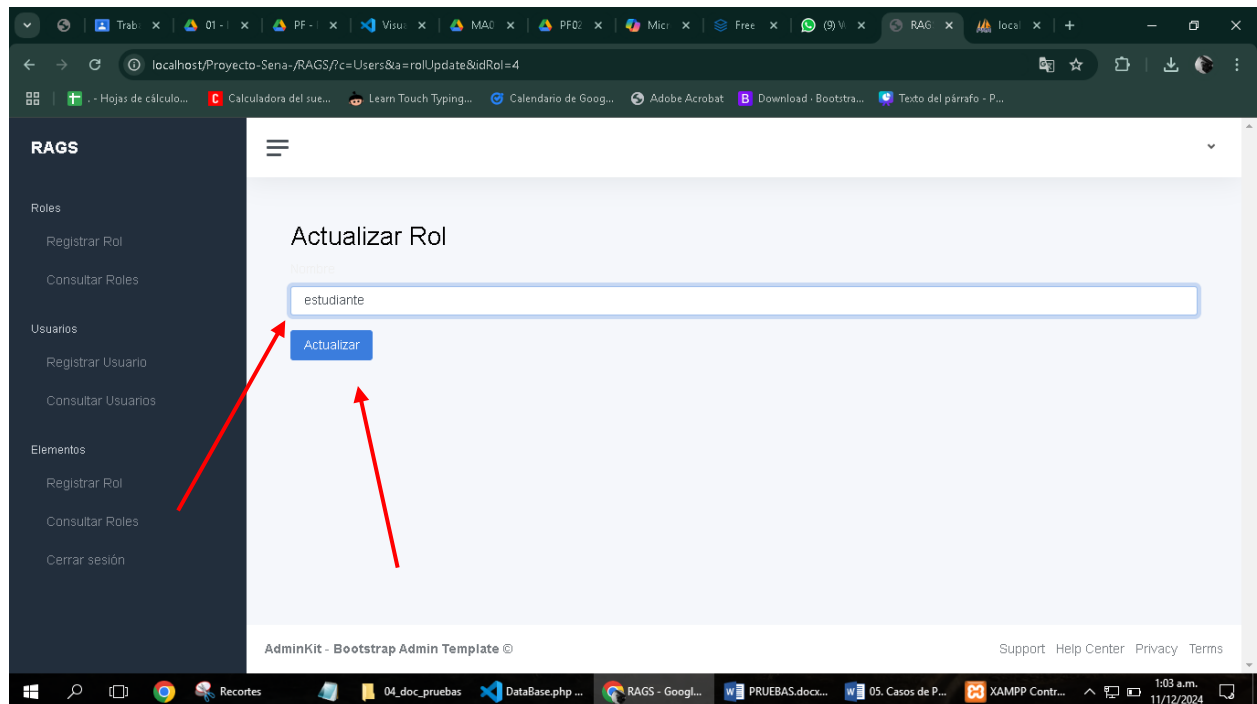 Trab
01 - |
PF - |
Visu
MA0
PF02
Micr
Free
(9) W
RAG
local
localhost/Proyecto-Sena-/RAGS/?c=Users&a=rolUpdate&idRol=4
. - Hojas de cálculo...
Calculadora del sue...
Learn Touch Typing...
Calendario de Goog...
Adobe Acrobat
Download · Bootstra...
Texto del párrafo - P...
RAGS
Roles
Registrar Rol
Consultar Roles
Usuarios
Registrar Usuario
Consultar Usuarios
Elementos
Registrar Rol
Consultar Roles
Cerrar sesión
Actualizar Rol
Nombre
estudiante
Actualizar
AdminKit - Bootstrap Admin Template ©
Support Help Center Privacy Terms
Recortes
04_doc_pruebas
DataBase.php ...
RAGS - Googl...
PRUEBAS.docx...
05. Casos de P...
XAMPP Contr...
1:03 a.m.
11/12/2024